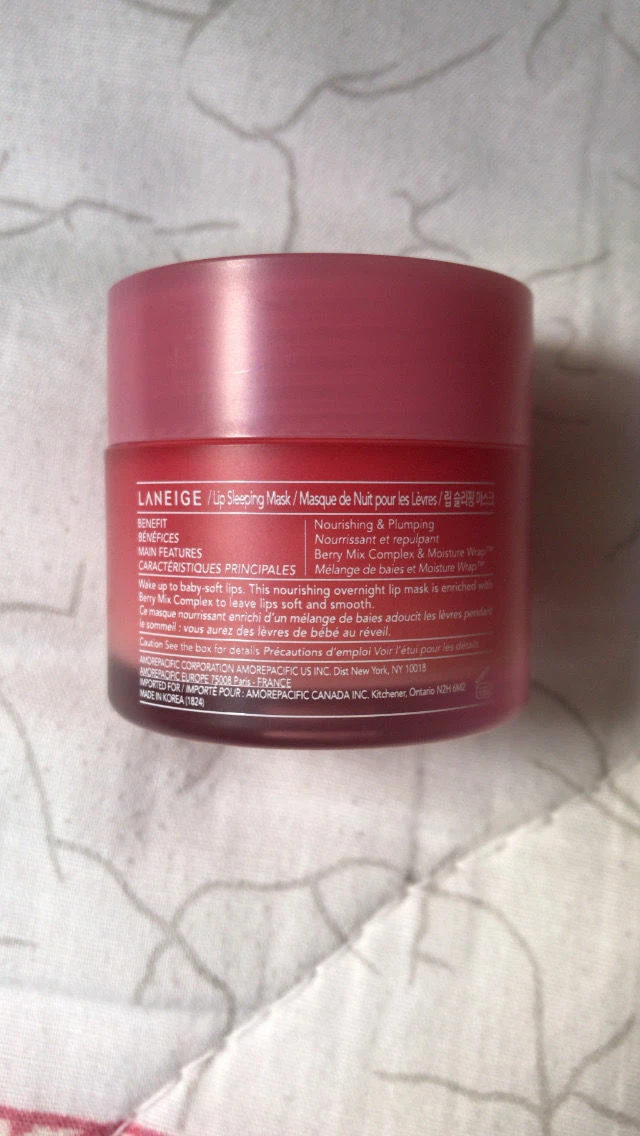 LANEIGE / Lip Sleeping Mask / Masque de Nuit pour les Lèvres / 립 슬리핑 마스크
BENEFIT
BÉNÉFICES
Nourishing & Plumping
Nourrissant et repulpant
MAIN FEATURES
CARACTÉRISTIQUES PRINCIPALES
Berry Mix Complex & Moisture Wrap™
Mélange de baies et Moisture Wrap™
Wake up to baby-soft lips. This nourishing overnight lip mask is enriched with
Berry Mix Complex to leave lips soft and smooth.
Ce masque nourrissant enrichi d'un mélange de baies adoucit les lèvres pendant
le sommeil : vous aurez des lèvres de bébé au réveil.
Caution See the box for details Précautions d'emploi Voir l'étui pour les détails
AMOREPACIFIC CORPORATION AMOREPACIFIC US INC. Dist New York, NY 10018
AMOREPACIFIC EUROPE 75008 Paris - FRANCE
IMPORTED FOR / IMPORTÉ POUR : AMOREPACIFIC CANADA INC. Kitchener, Ontario N2H 6M2
MADE IN KOREA (1824)